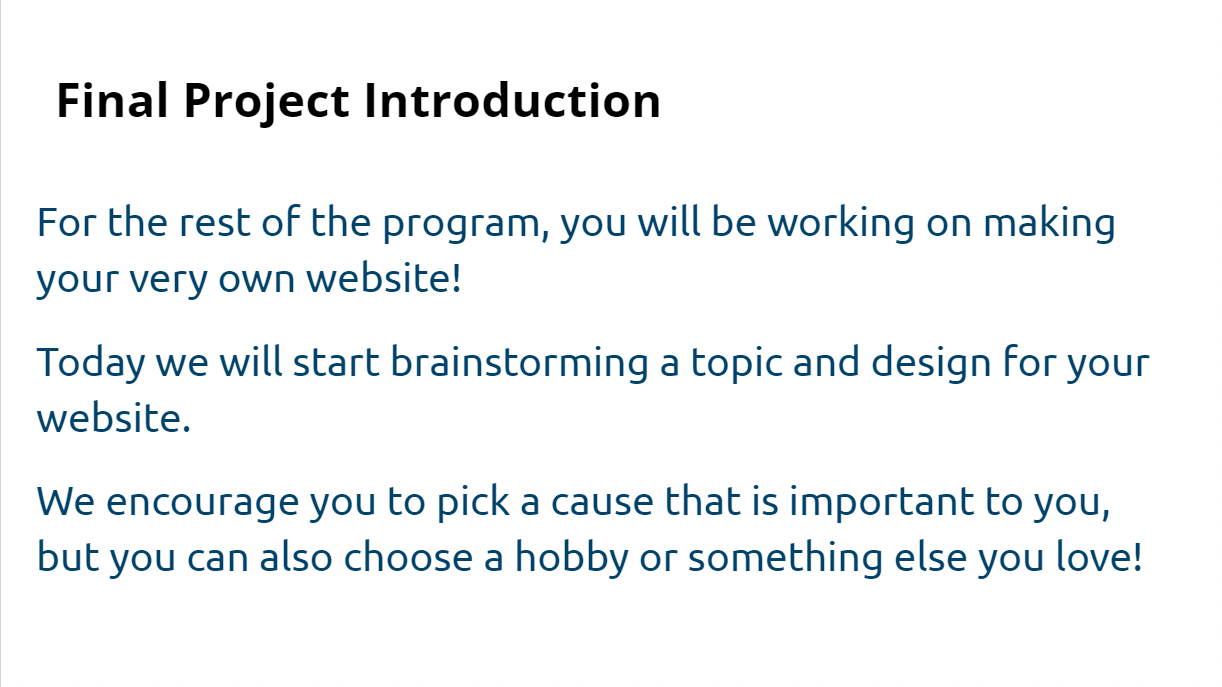 Final Project Introduction
For the rest of the program, you will be working on making
your very own website!
Today we will start brainstorming a topic and design for your
website.
We encourage you to pick a cause that is important to you,
but you can also choose a hobby or something else you love!